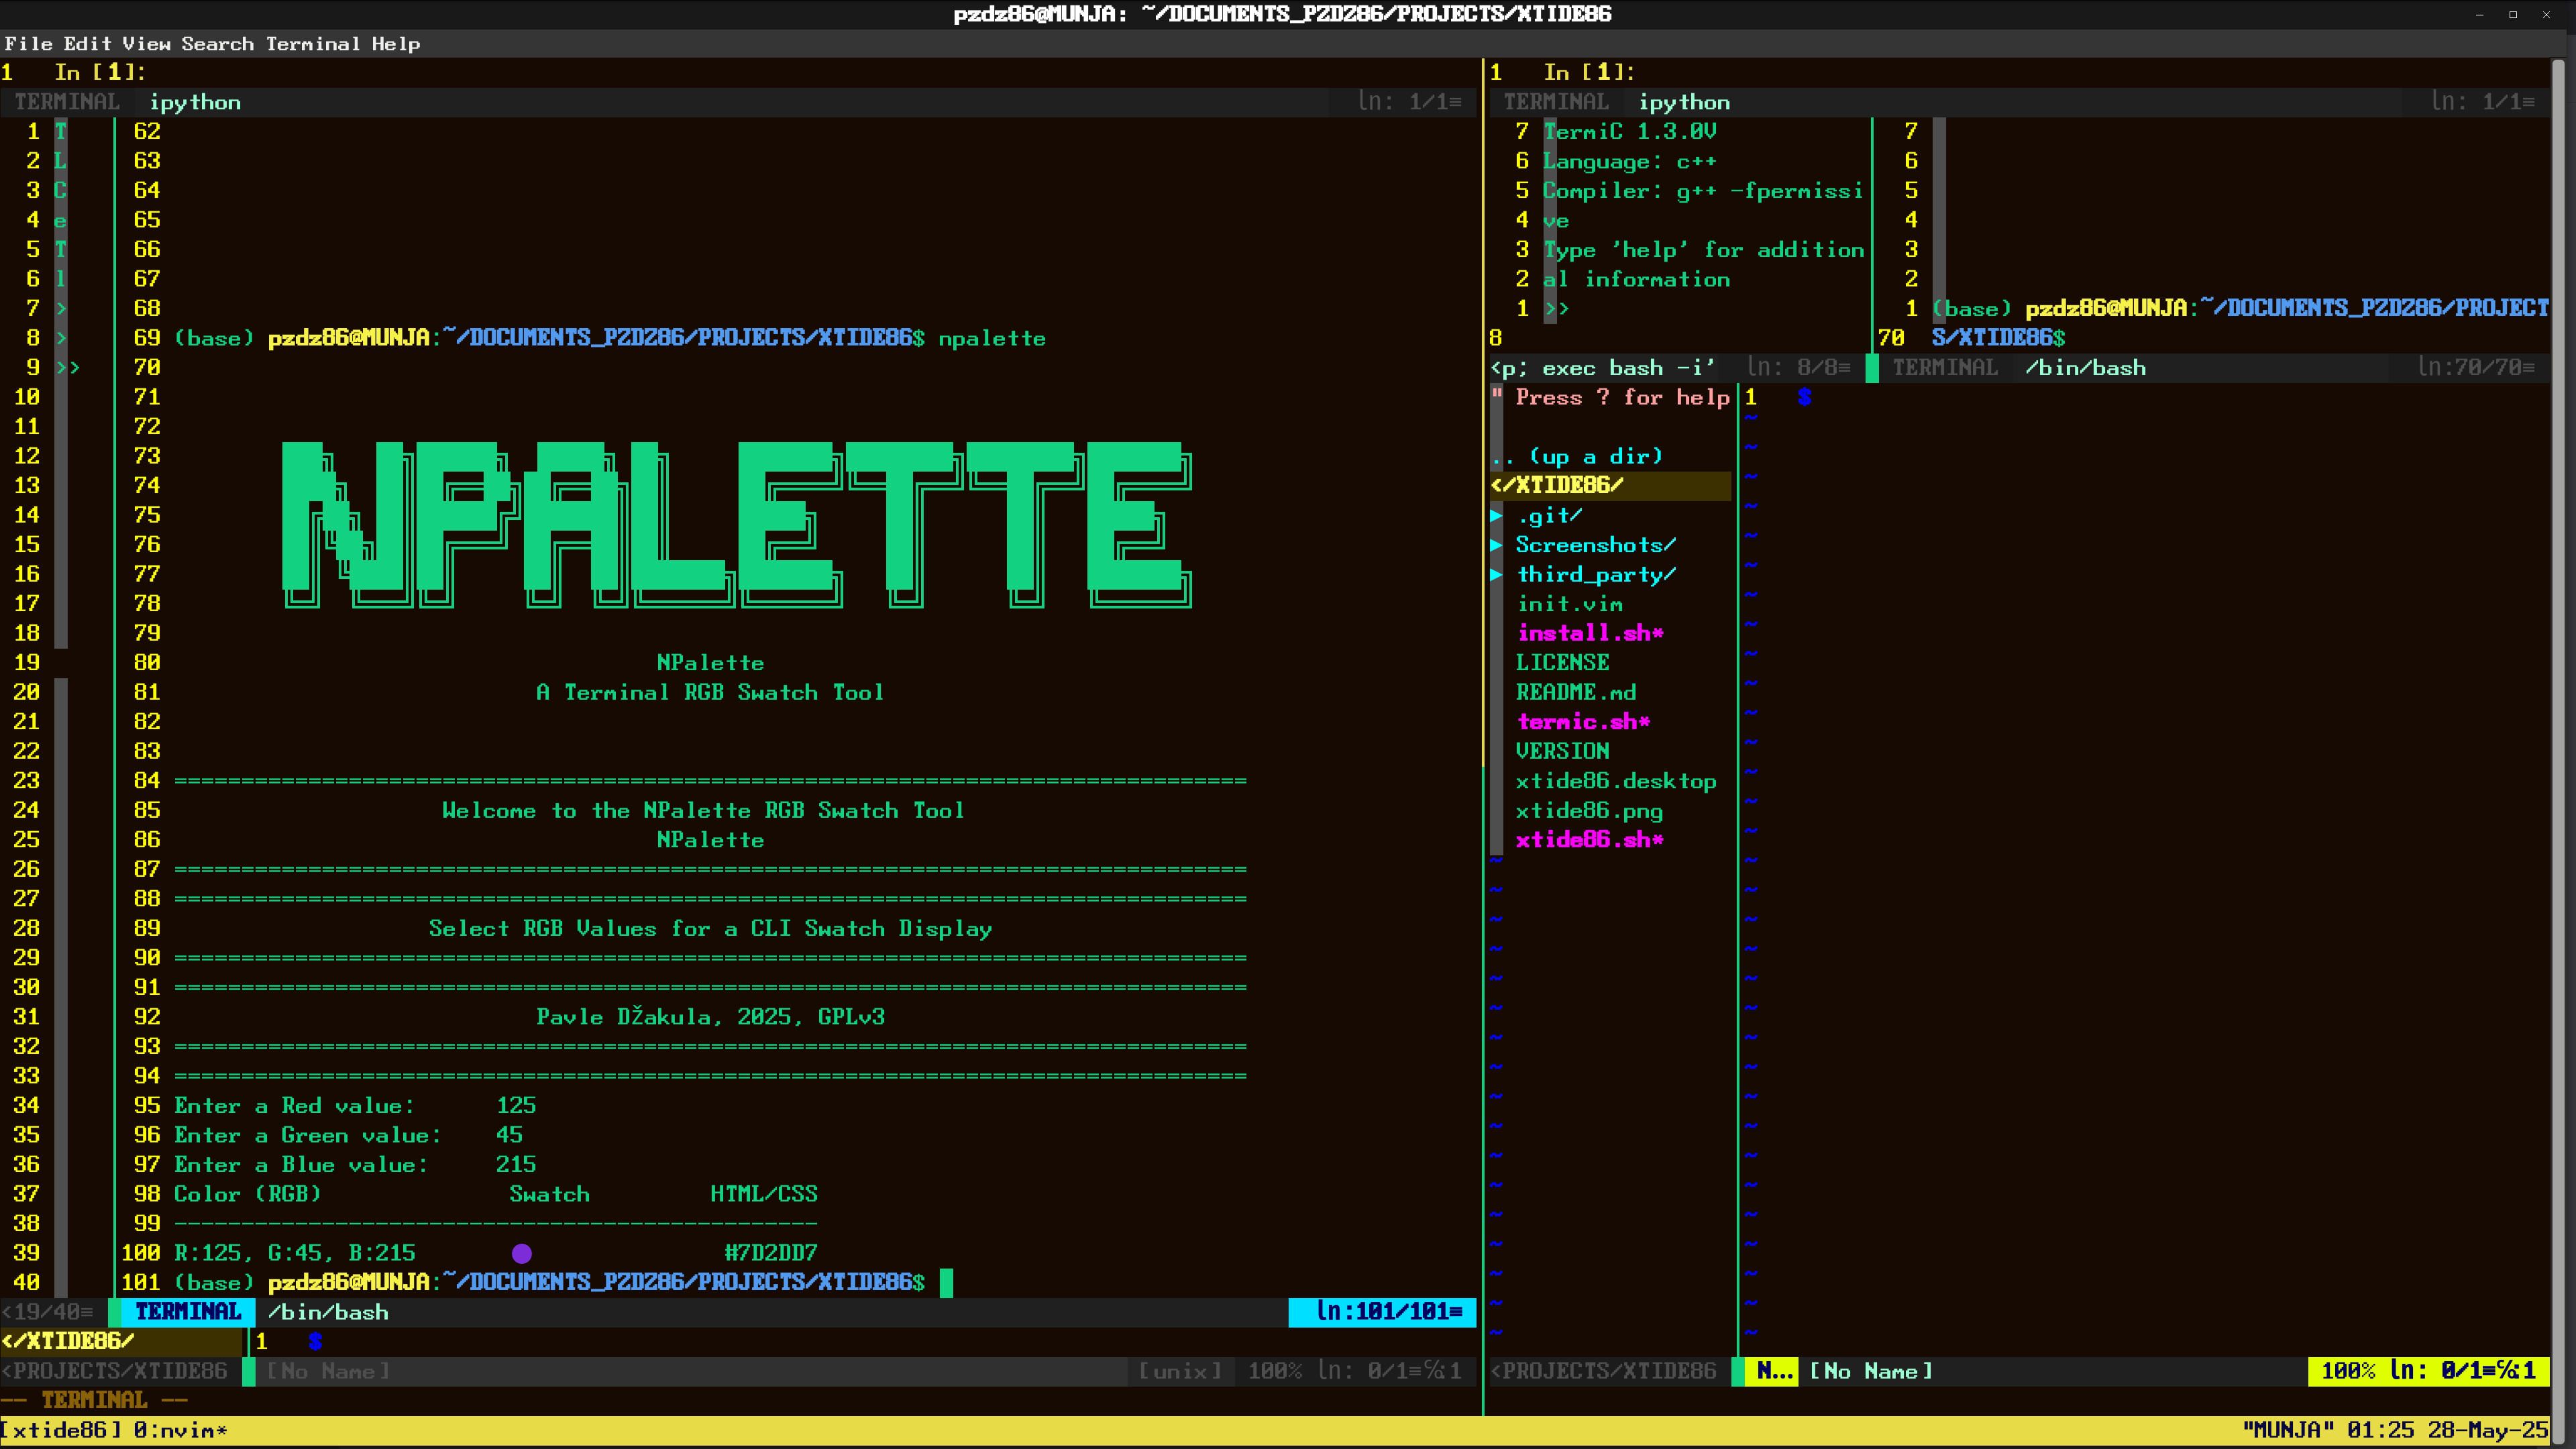 pzdz86@MUNJA: ~/DOCUMENTS_PZDZ86/PROJECTS/XTIDE86
File Edit View Search Terminal Help
1 In [1]:
TERMINAL ipython ln: 1/1≡
1 T
2 L
3 C
4 e
5 T
6 l
7 >
8 >
9 >>
10
11
12
13
14
15
16
17
18
19
20
21
22
23
24
25
26
27
28
29
30
31
32
33
34
35
36
37
38
39
40
<19/40≡
62
63
64
65
66
67
68
69 (base) pzdz86@MUNJA:~/DOCUMENTS_PZDZ86/PROJECTS/XTIDE86$ npalette
70
71
72
73
74
75
76
77
78
NPALETTE
79
80 NPalette
81 A Terminal RGB Swatch Tool
82
83
84 ================================================================================
85 Welcome to the NPalette RGB Swatch Tool
86 NPalette
87 ================================================================================
88 ================================================================================
89 Select RGB Values for a CLI Swatch Display
90 ================================================================================
91 ================================================================================
92 Pavle DŽakula, 2025, GPLv3
93 ================================================================================
94 ================================================================================
95 Enter a Red value: 125
96 Enter a Green value: 45
97 Enter a Blue value: 215
98 Color (RGB) Swatch HTML/CSS
99 ------------------------------------------------
100 R:125, G:45, B:215 ● #7D2DD7
101 (base) pzdz86@MUNJA:~/DOCUMENTS_PZDZ86/PROJECTS/XTIDE86$
TERMINAL /bin/bash ln:101/101≡
</XTIDE86/ 1 $
<PROJECTS/XTIDE86 [No Name] [unix] 100% ln: 0/1≡℅:1
1 In [1]:
TERMINAL ipython ln: 1/1≡
7 TermiC 1.3.0V
6 Language: c++
5 Compiler: g++ -fpermissi
4 ve
3 Type 'help' for addition
2 al information
1 >>
8
<p; exec bash -i' ln: 8/8≡
7
6
5
4
3
2
1 (base) pzdz86@MUNJA:~/DOCUMENTS_PZDZ86/PROJECT
70 S/XTIDE86$
TERMINAL /bin/bash ln:70/70≡
" Press ? for help
.. (up a dir)
</XTIDE86/
▶ .git/
▶ Screenshots/
▶ third_party/
init.vim
install.sh*
LICENSE
README.md
termic.sh*
VERSION
xtide86.desktop
xtide86.png
xtide86.sh*
1 $
<PROJECTS/XTIDE86 N... [No Name] 100% ln: 0/1≡℅:1
-- TERMINAL --
[xtide86] 0:nvim* "MUNJA" 01:25 28-May-25